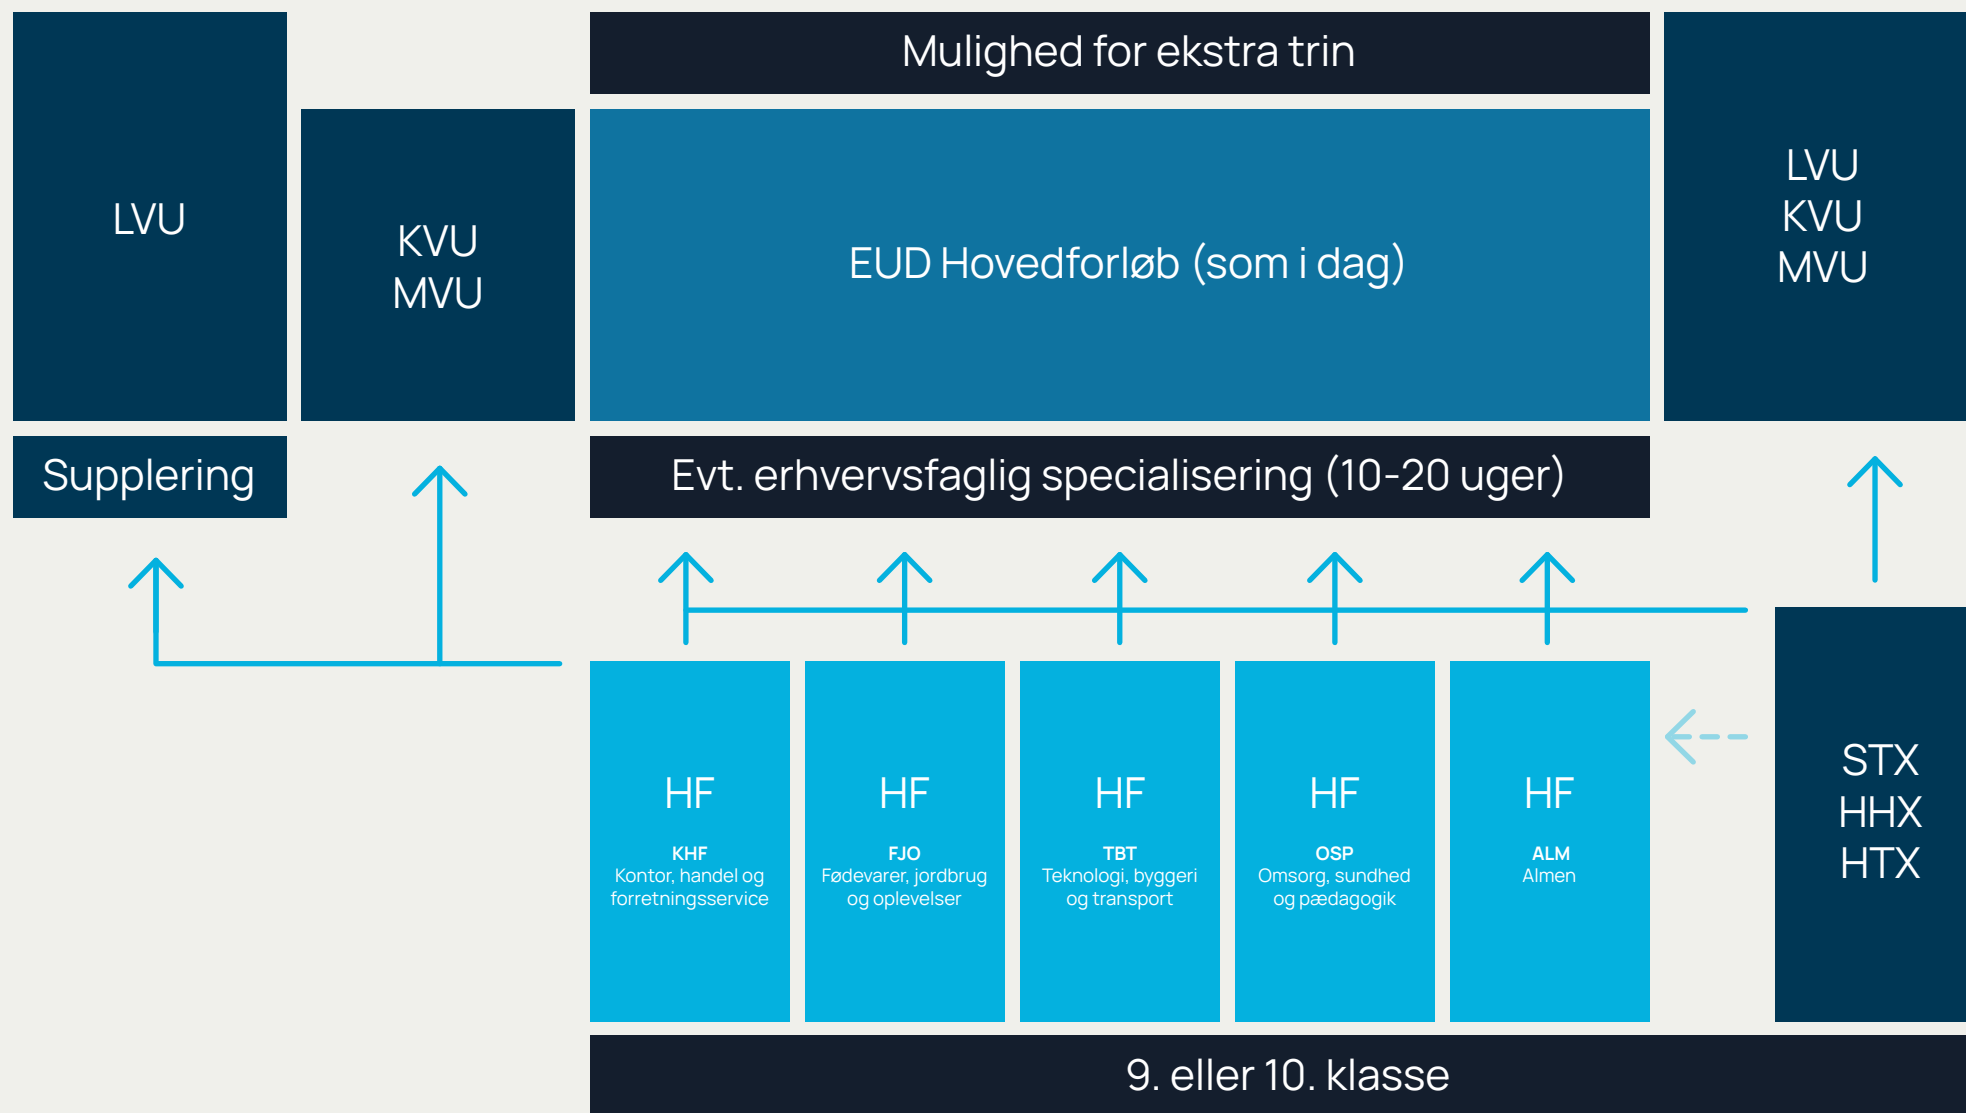 Mulighed for ekstra trin
LVU
KVU
MVU
EUD Hovedforløb (som i dag)
LVU
KVU
MVU
Supplering
Evt. erhvervsfaglig specialisering (10-20 uger)
HF
KHF
Kontor, handel og
forretningsservice
HF
FJO
Fødevarer, jordbrug
og oplevelser
HF
TBT
Teknologi, byggeri
og transport
HF
OSP
Omsorg, sundhed
og pædagogik
HF
ALM
Almen
STX
HHX
HTX
9. eller 10. klasse